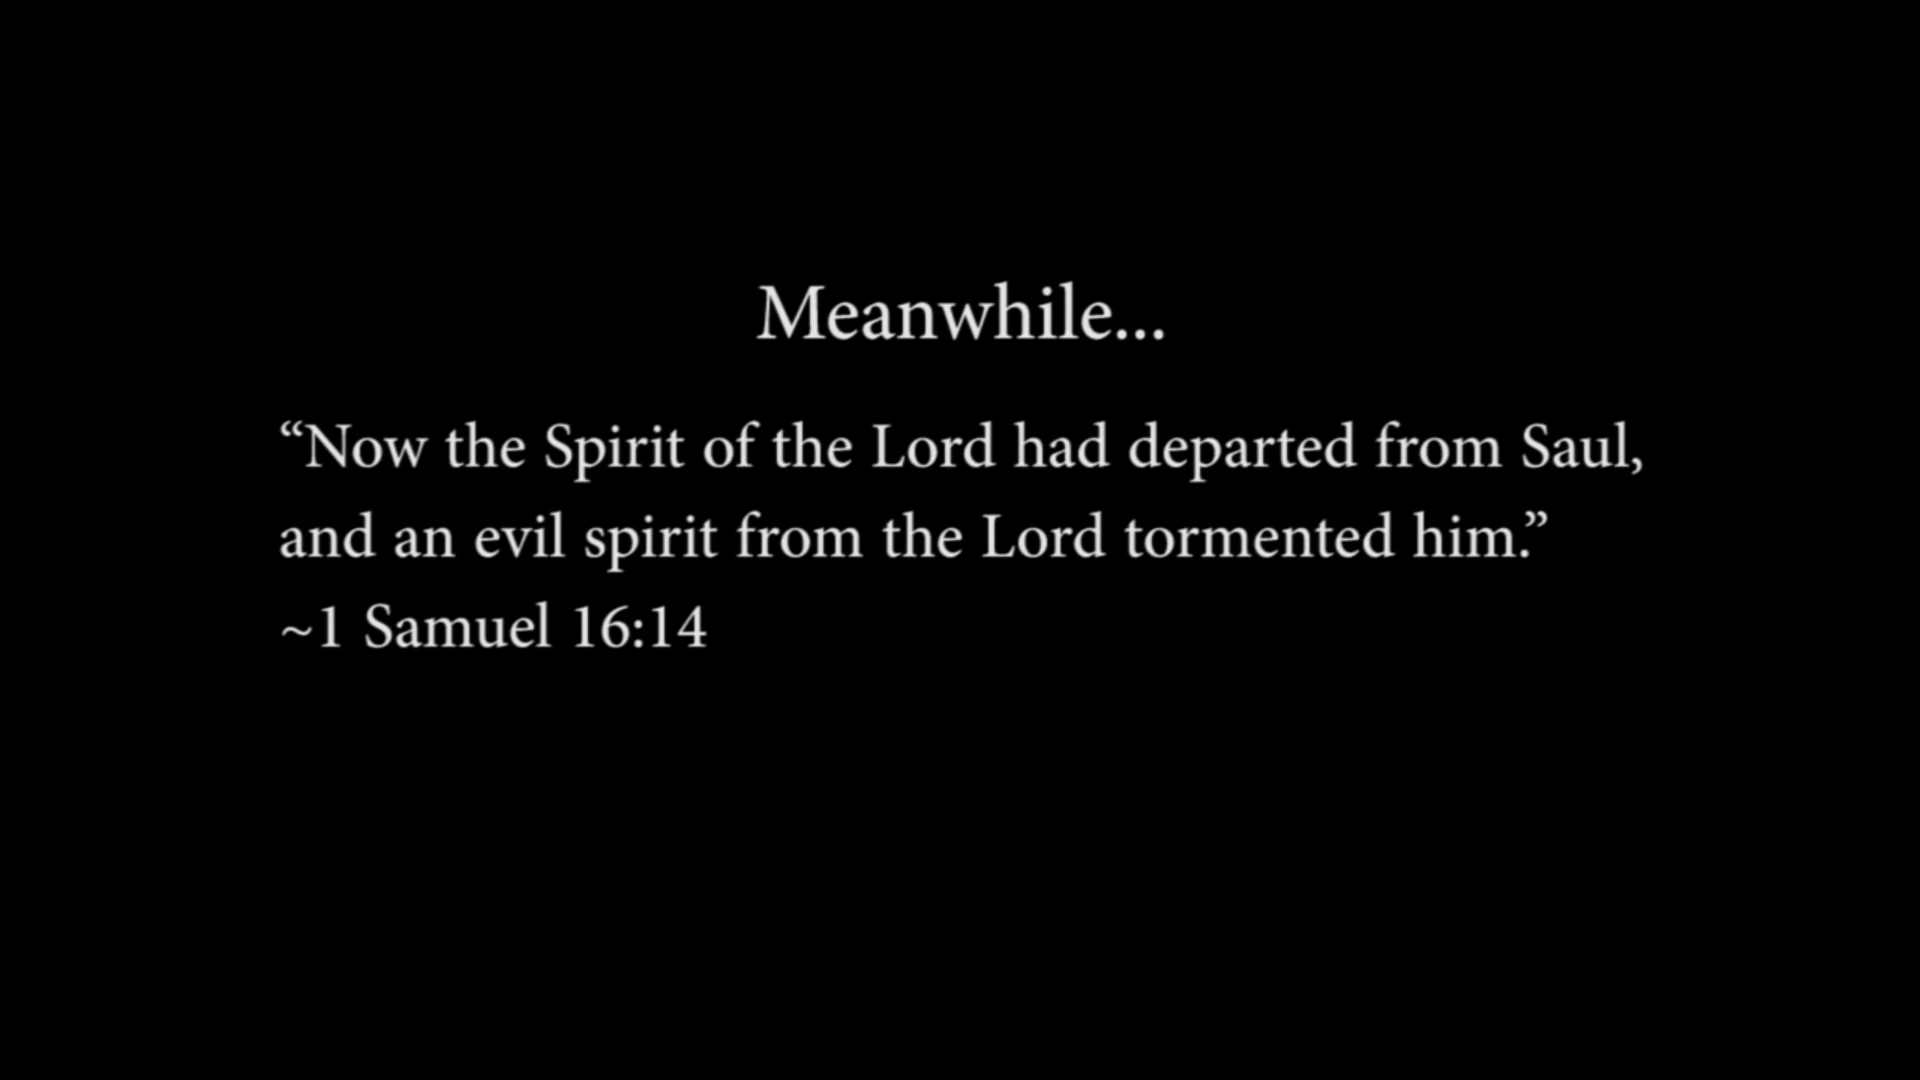 Meanwhile...
“Now the Spirit of the Lord had departed from Saul,
and an evil spirit from the Lord tormented him.”
~1 Samuel 16:14